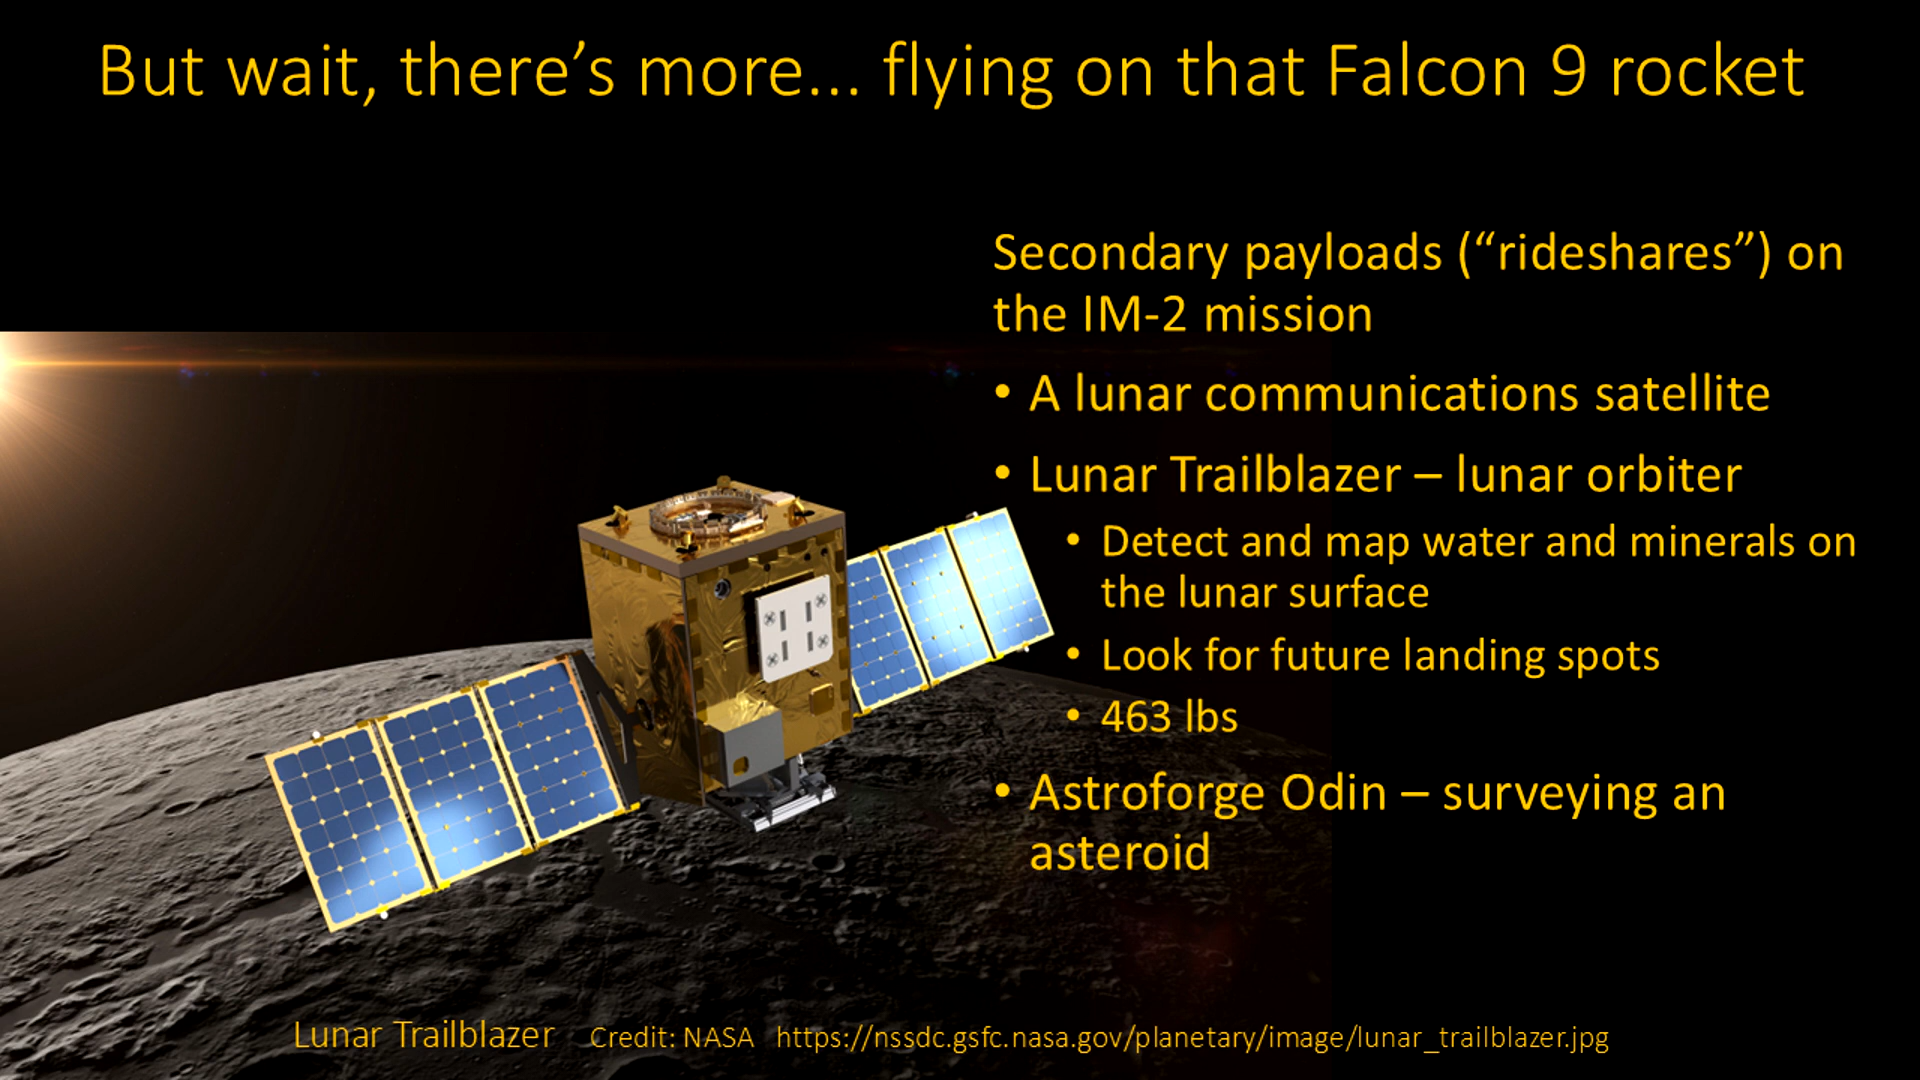 But wait, there’s more... flying on that Falcon 9 rocket
Secondary payloads (“rideshares”) on
the IM-2 mission
• A lunar communications satellite
• Lunar Trailblazer – lunar orbiter
• Detect and map water and minerals on
the lunar surface
• Look for future landing spots
• 463 lbs
• Astroforge Odin – surveying an
asteroid
Lunar Trailblazer Credit: NASA https://nssdc.gsfc.nasa.gov/planetary/image/lunar_trailblazer.jpg